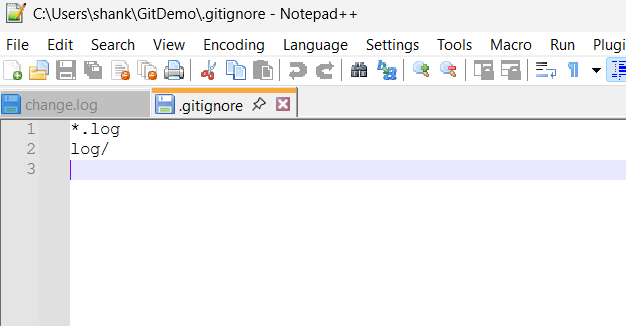 C:\Users\shank\GitDemo\.gitignore - Notepad++
File Edit Search View Encoding Language Settings Tools Macro Run Plugi
change.log .gitignore
1 *.log
2 log/
3